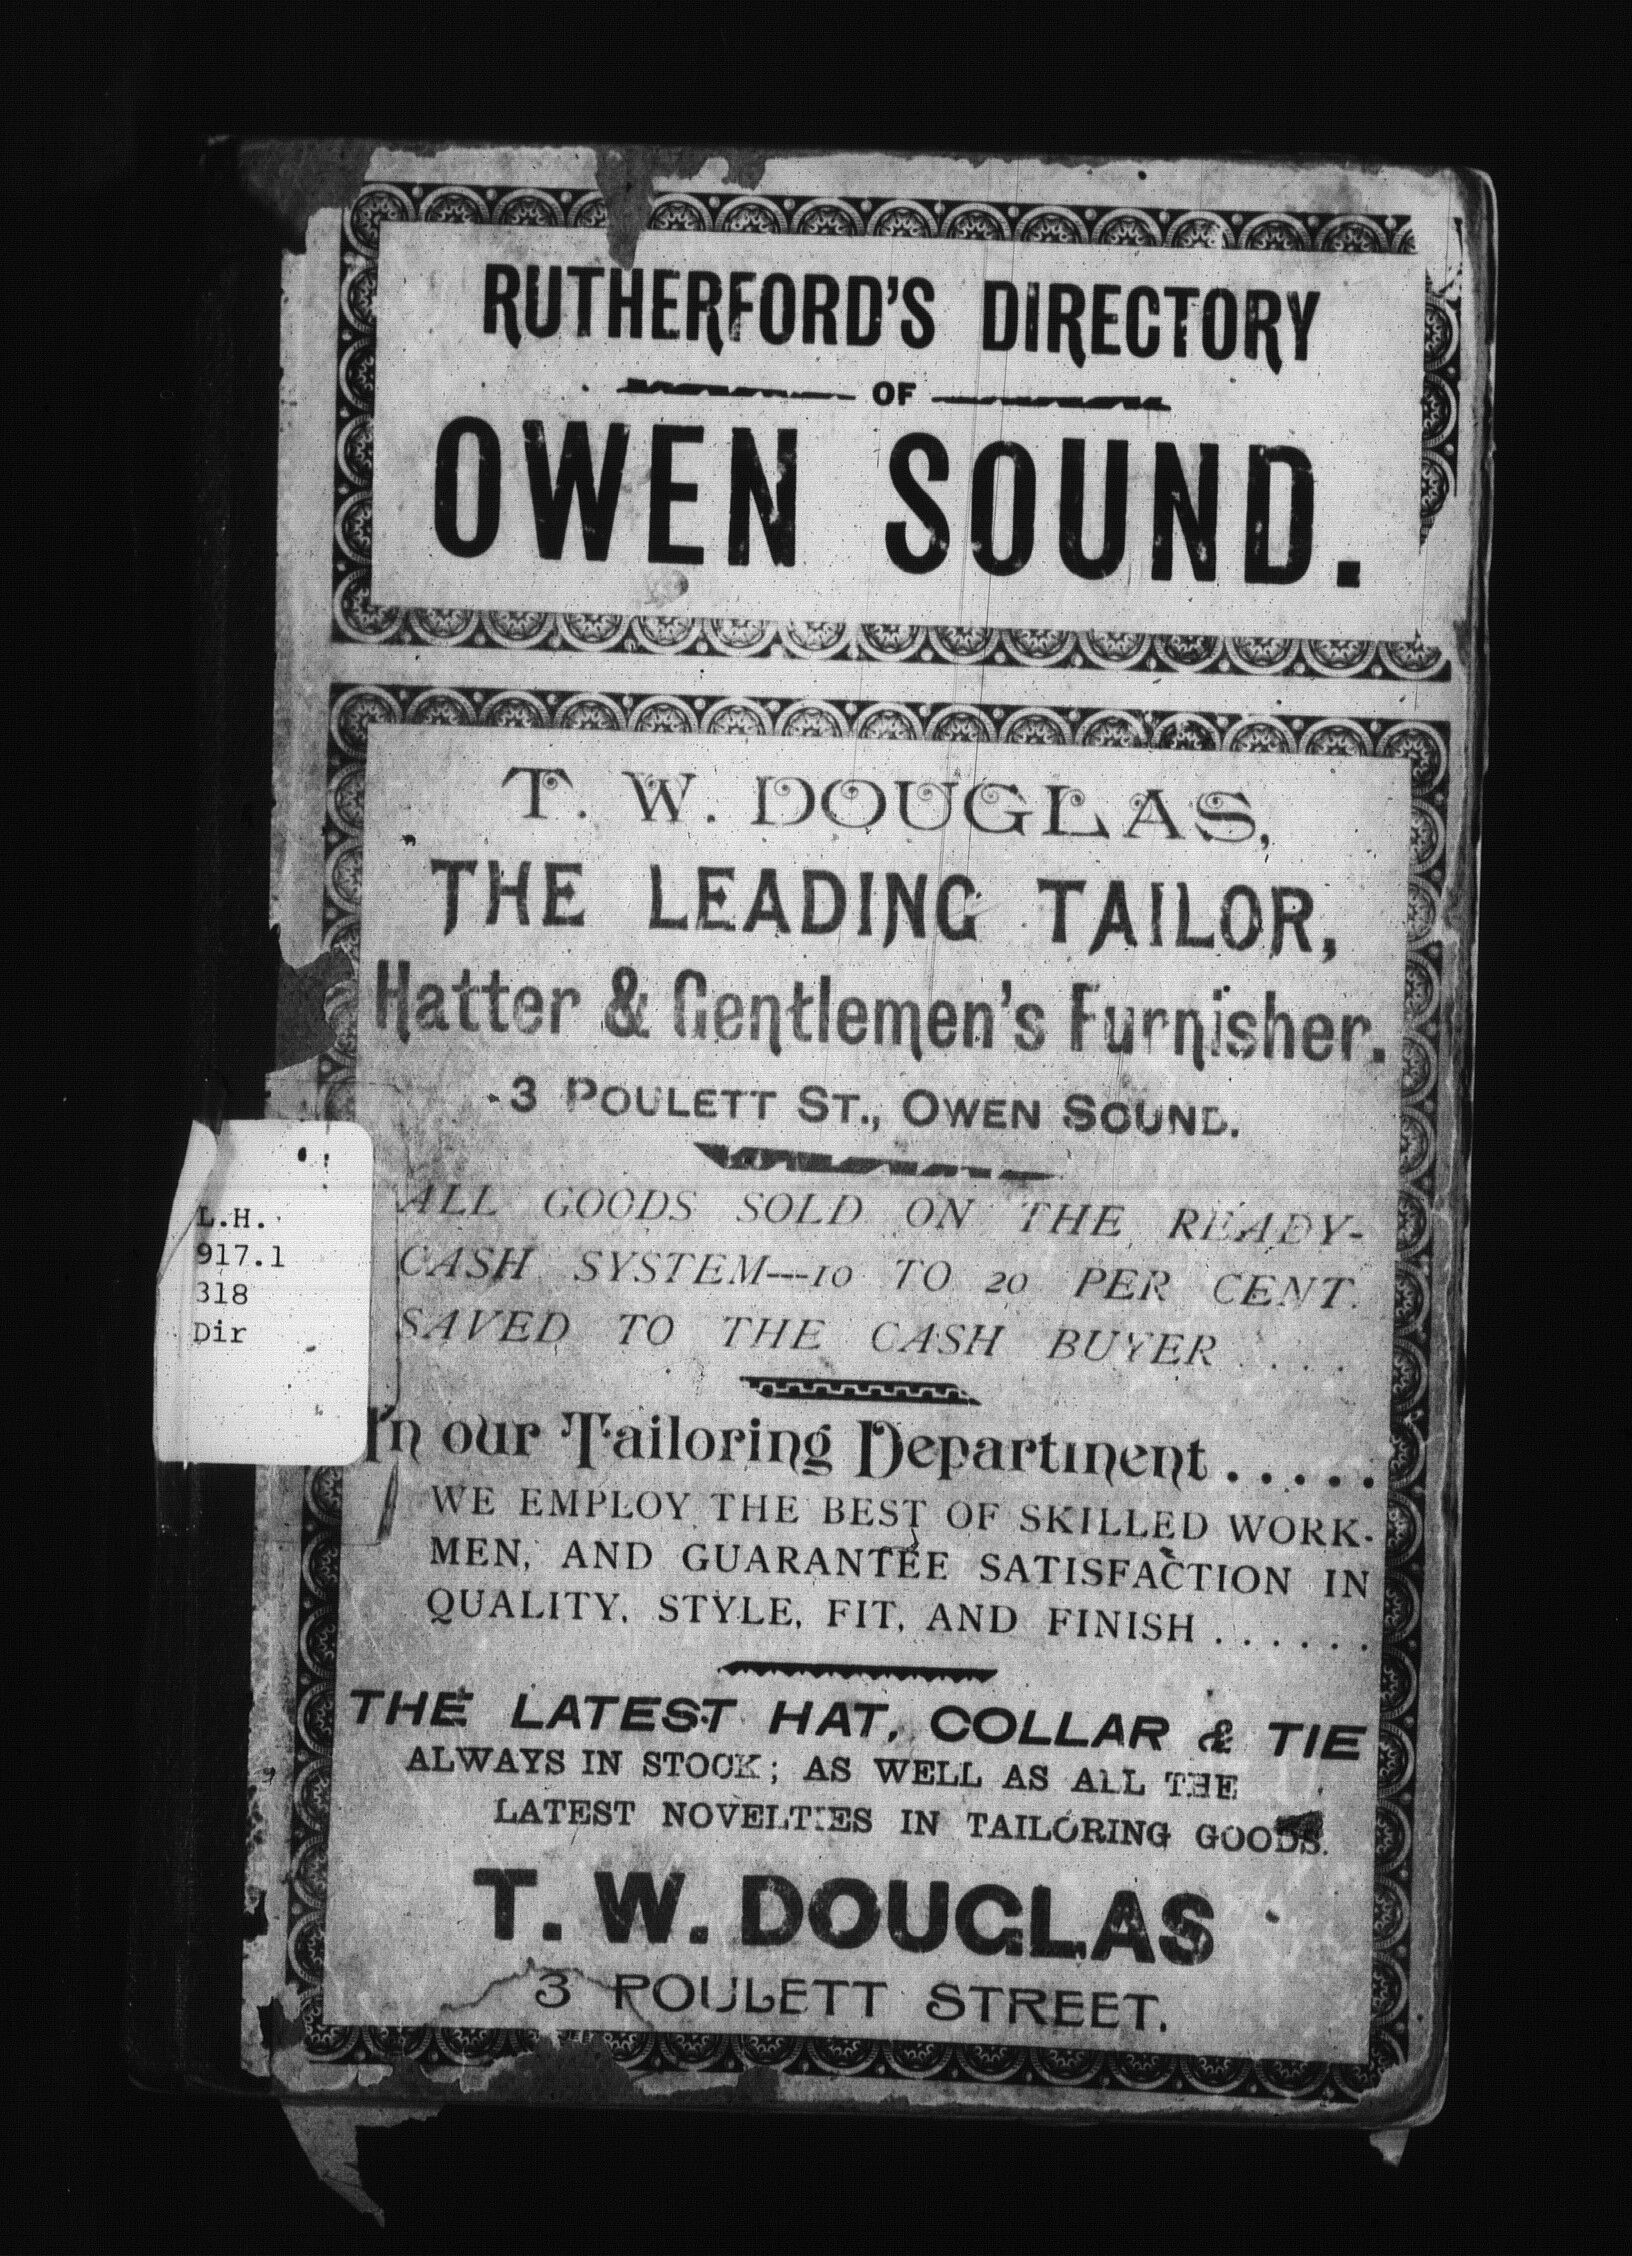 RUTHERFORD'S DIRECTORY
OF
OWEN SOUND.
T. W. DOUGLAS,
THE LEADING TAILOR,
Hatter & Gentlemen's Furnisher.
3 POULETT ST., OWEN SOUND.
ALL GOODS SOLD ON THE READY-
CASH SYSTEM—10 TO 20 PER CENT.
SAVED TO THE CASH BUYER . . . .
L.H.
917.1
318
Dir
In our Tailoring Department . . . . .
WE EMPLOY THE BEST OF SKILLED WORK-
MEN, AND GUARANTEE SATISFACTION IN
QUALITY, STYLE, FIT, AND FINISH . . . . . .
THE LATEST HAT, COLLAR & TIE
ALWAYS IN STOCK; AS WELL AS ALL THE
LATEST NOVELTIES IN TAILORING GOODS.
T. W. DOUGLAS
3 POULETT STREET.